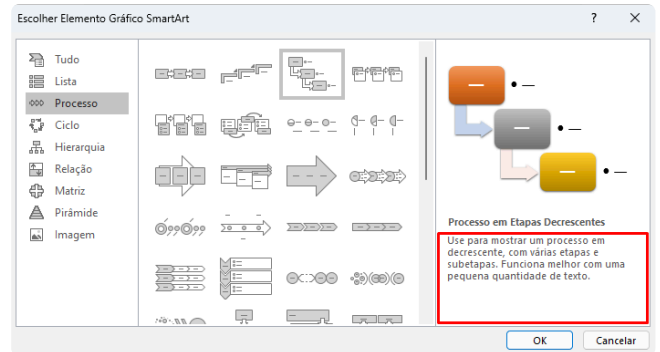 Escolher Elemento Gráfico SmartArt
Tudo
Lista
Processo
Ciclo
Hierarquia
Relação
Matriz
Pirâmide
Imagem
Processo em Etapas Decrescentes
Use para mostrar um processo em
decrescente, com várias etapas e
subetapas. Funciona melhor com uma
pequena quantidade de texto.
OK
Cancelar